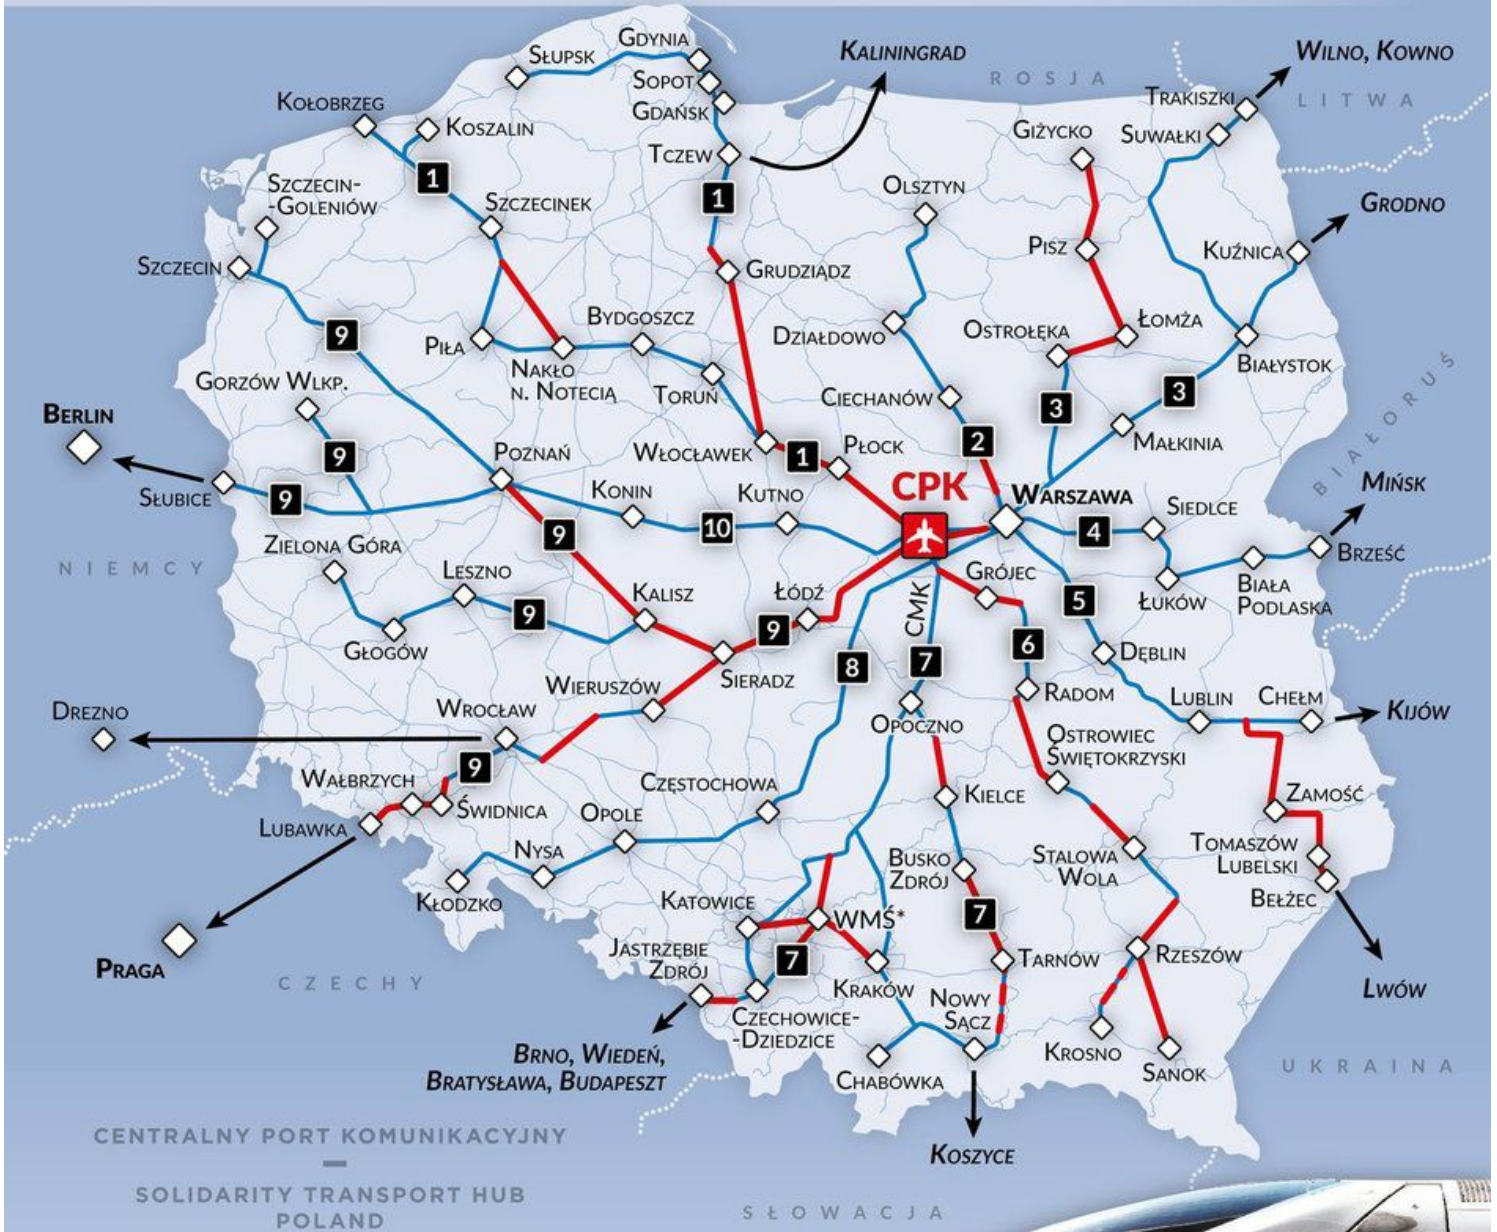 KALININGRAD
WILNO, KOWNO
ROSJA
LITWA
GDYNIA
SŁUPSK
SOPOT
GDAŃSK
TCZEW
KOŁOBRZEG
KOSZALIN
1
1
TRAKISZKI
SUWAŁKI
GIŻYCKO
OLSZTYN
SZCZECIN-
-GOLENIÓW
SZCZECINEK
GRODNO
SZCZECIN
GRUDZIĄDZ
PISZ
KUŹNICA
9
PIŁA
BYDGOSZCZ
DZIAŁDOWO
OSTROŁĘKA
ŁOMŻA
BIAŁYSTOK
NAKŁO
N. NOTECIĄ
TORUŃ
GORZÓW WLKP.
CIECHANÓW
3
3
BIAŁORUŚ
BERLIN
9
POZNAŃ
WŁOCŁAWEK
1
PŁOCK
2
MAŁKINIA
SŁUBICE
9
KONIN
KUTNO
CPK
WARSZAWA
SIEDLCE
MIŃSK
9
10
4
BRZEŚĆ
NIEMCY
ZIELONA GÓRA
LESZNO
KALISZ
ŁÓDŹ
GRÓJEC
ŁUKÓW
BIAŁA
PODLASKA
9
9
CMK
5
GŁOGÓW
SIERADZ
8
7
6
DĘBLIN
WIERUSZÓW
RADOM
LUBLIN
CHEŁM
DREZNO
WROCŁAW
OPOCZNO
KIJÓW
OSTROWIEC
ŚWIĘTOKRZYSKI
9
WAŁBRZYCH
ŚWIDNICA
CZĘSTOCHOWA
KIELCE
ZAMOŚĆ
LUBAWKA
OPOLE
NYSA
KŁODZKO
BUSKO
ZDRÓJ
STALOWA
WOLA
TOMASZÓW
LUBELSKI
BEŁŻEC
KATOWICE
WMŚ*
7
PRAGA
JASTRZĘBIE
ZDRÓJ
7
KRAKÓW
TARNÓW
RZESZÓW
LWÓW
CZECHY
CZECHOWICE-
-DZIEDZICE
NOWY
SĄCZ
BRNO, WIEDEŃ,
BRATYSŁAWA, BUDAPESZT
CHABÓWKA
KROSNO
SANOK
UKRAINA
KOSZYCE
CENTRALNY PORT KOMUNIKACYJNY
SOLIDARITY TRANSPORT HUB
POLAND
SŁOWACJA